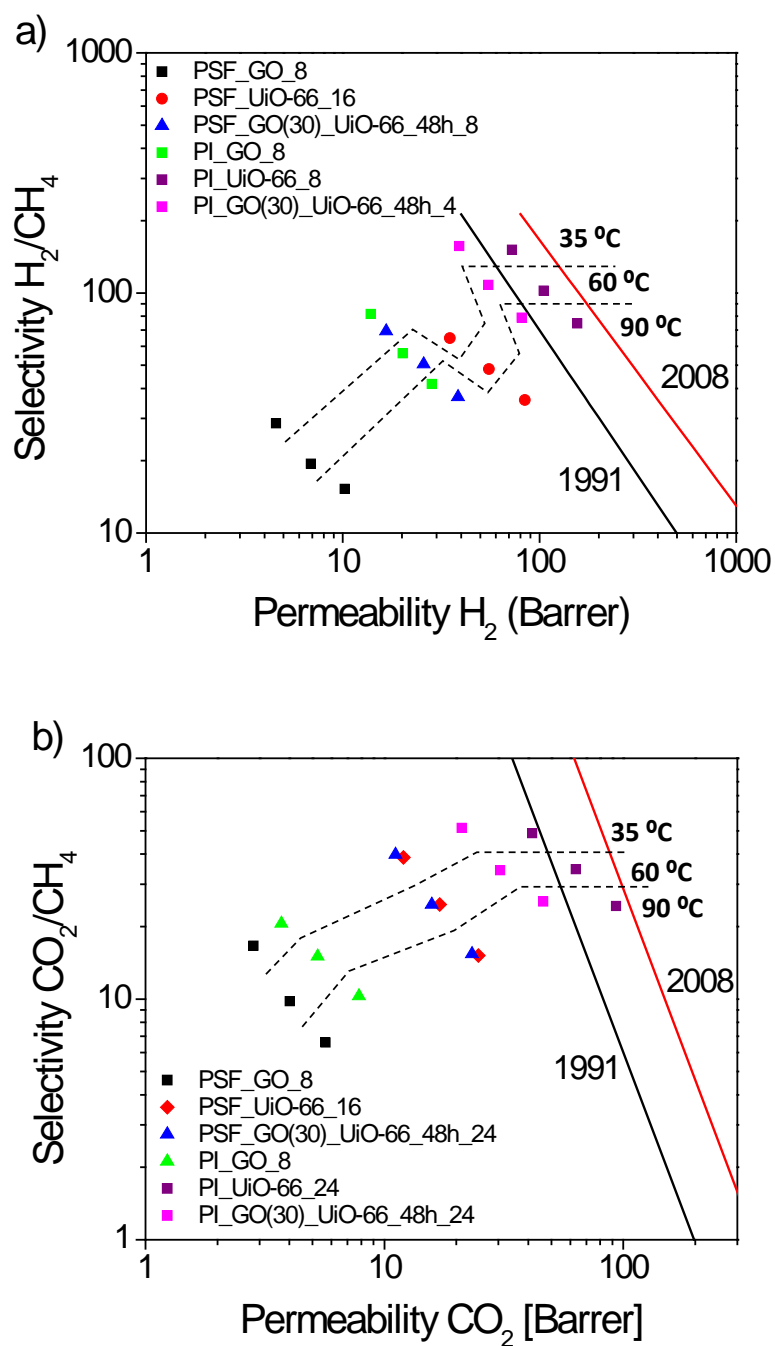 a)
1000
100
10
Selectivity H₂/CH₄
PSF_GO_8
PSF_UiO-66_16
PSF_GO(30)_UiO-66_48h_8
PI_GO_8
PI_UiO-66_8
PI_GO(30)_UiO-66_48h_4
35 ⁰C
60 ⁰C
90 ⁰C
2008
1991
1 10 100 1000
Permeability H₂ (Barrer)
b)
100
10
1
Selectivity CO₂/CH₄
35 ⁰C
60 ⁰C
90 ⁰C
2008
1991
PSF_GO_8
PSF_UiO-66_16
PSF_GO(30)_UiO-66_48h_24
PI_GO_8
PI_UiO-66_24
PI_GO(30)_UiO-66_48h_24
1 10 100
Permeability CO₂ [Barrer]